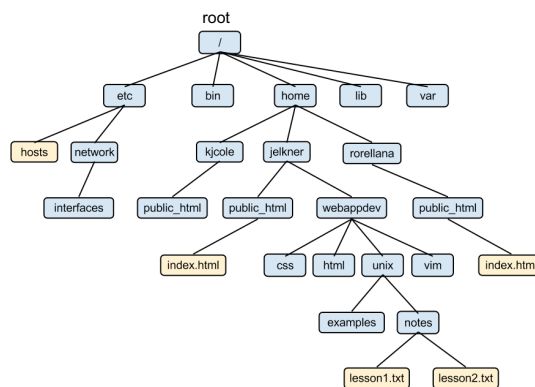 root
/
etc
bin
home
lib
var
hosts
network
kjcole
jelkner
rorellana
interfaces
public_html
public_html
webappdev
public_html
index.html
css
html
unix
vim
index.htm
examples
notes
lesson1.txt
lesson2.txt